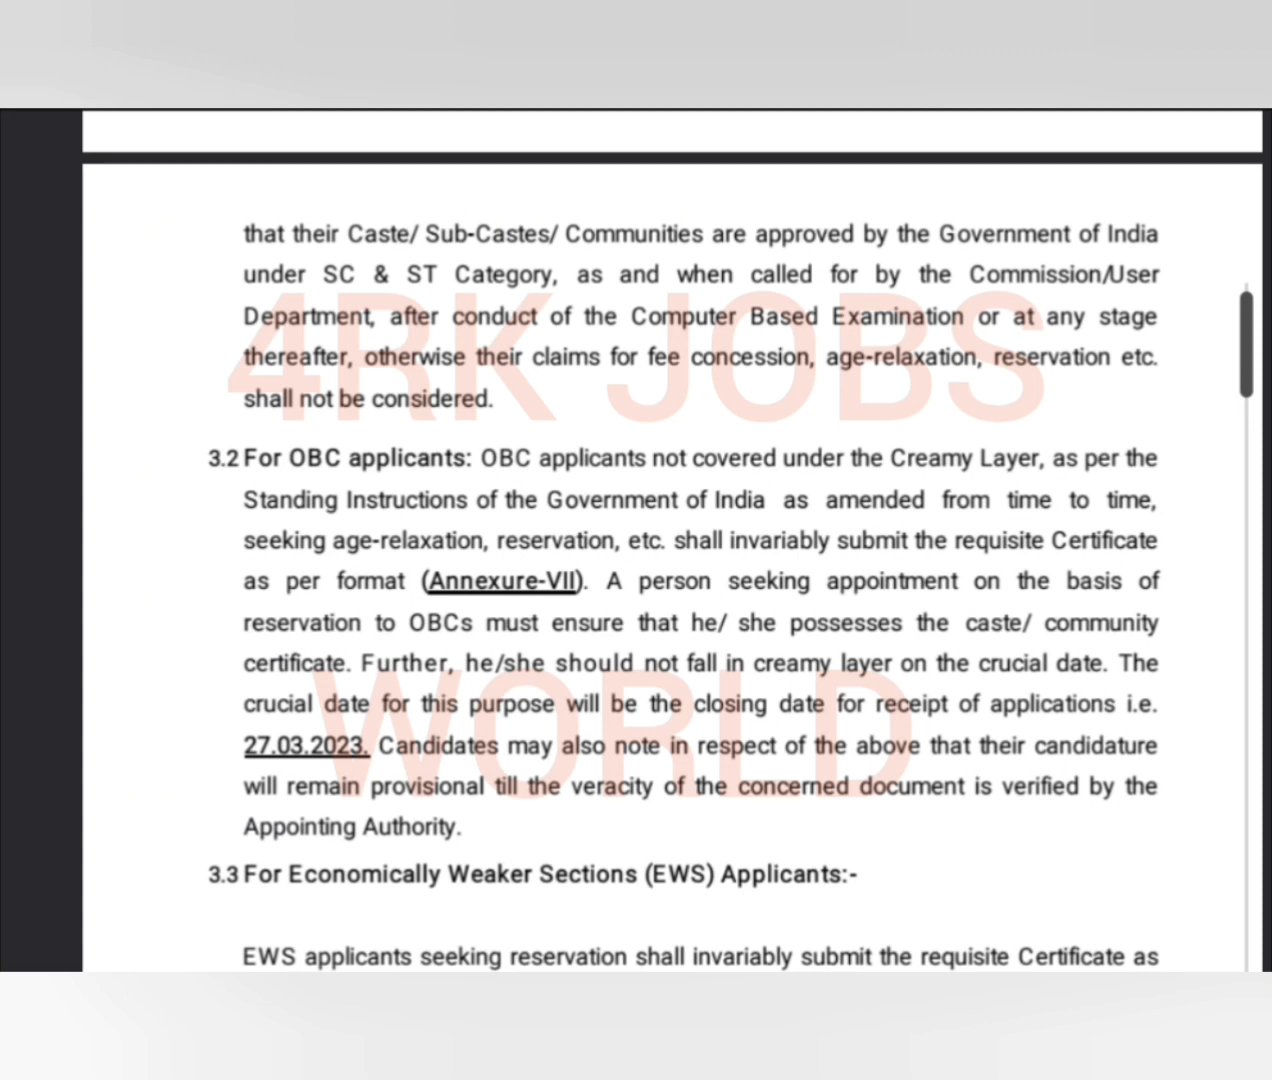 that their Caste/ Sub-Castes/ Communities are approved by the Government of India
under SC & ST Category, as and when called for by the Commission/User
Department, after conduct of the Computer Based Examination or at any stage
thereafter, otherwise their claims for fee concession, age-relaxation, reservation etc.
shall not be considered.
3.2 For OBC applicants: OBC applicants not covered under the Creamy Layer, as per the
Standing Instructions of the Government of India as amended from time to time,
seeking age-relaxation, reservation, etc. shall invariably submit the requisite Certificate
as per format (Annexure-VII). A person seeking appointment on the basis of
reservation to OBCs must ensure that he/ she possesses the caste/ community
certificate. Further, he/she should not fall in creamy layer on the crucial date. The
crucial date for this purpose will be the closing date for receipt of applications i.e.
27.03.2023. Candidates may also note in respect of the above that their candidature
will remain provisional till the veracity of the concerned document is verified by the
Appointing Authority.
3.3 For Economically Weaker Sections (EWS) Applicants:-
EWS applicants seeking reservation shall invariably submit the requisite Certificate as
4RK JOBS
WORLD